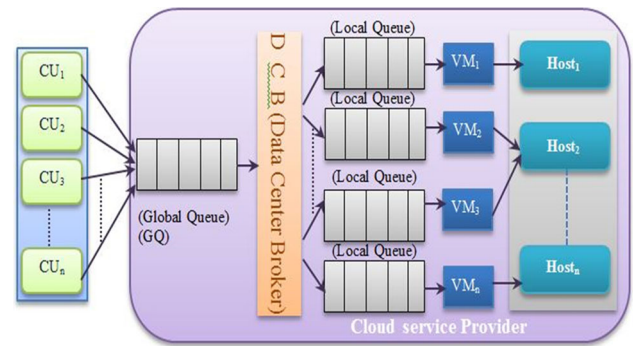 CU1
CU2
CU3
CUn
(Global Queue)
(GQ)
D C B (Data Center Broker)
(Local Queue)
VM1
Host1
(Local Queue)
VM2
Host2
(Local Queue)
VM3
(Local Queue)
VMn
Hostn
Cloud service Provider